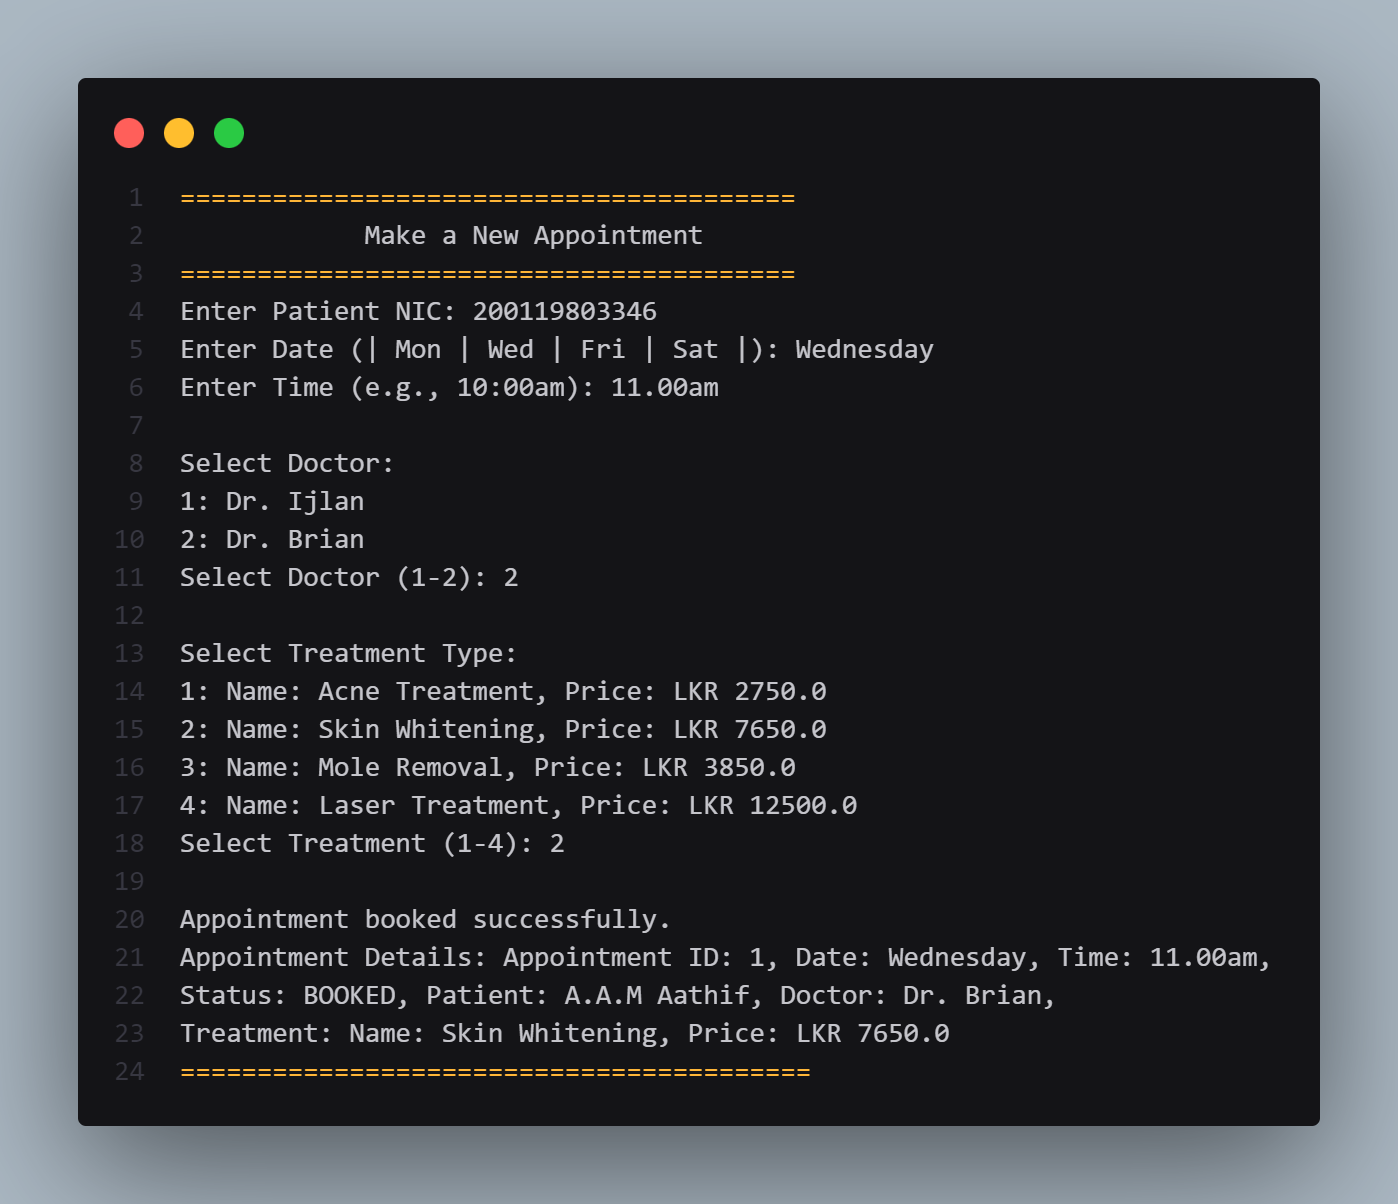 1 ========================================
2 Make a New Appointment
3 ========================================
4 Enter Patient NIC: 200119803346
5 Enter Date (| Mon | Wed | Fri | Sat |): Wednesday
6 Enter Time (e.g., 10:00am): 11.00am
7
8 Select Doctor:
9 1: Dr. Ijlan
10 2: Dr. Brian
11 Select Doctor (1-2): 2
12
13 Select Treatment Type:
14 1: Name: Acne Treatment, Price: LKR 2750.0
15 2: Name: Skin Whitening, Price: LKR 7650.0
16 3: Name: Mole Removal, Price: LKR 3850.0
17 4: Name: Laser Treatment, Price: LKR 12500.0
18 Select Treatment (1-4): 2
19
20 Appointment booked successfully.
21 Appointment Details: Appointment ID: 1, Date: Wednesday, Time: 11.00am,
22 Status: BOOKED, Patient: A.A.M Aathif, Doctor: Dr. Brian,
23 Treatment: Name: Skin Whitening, Price: LKR 7650.0
24 =========================================